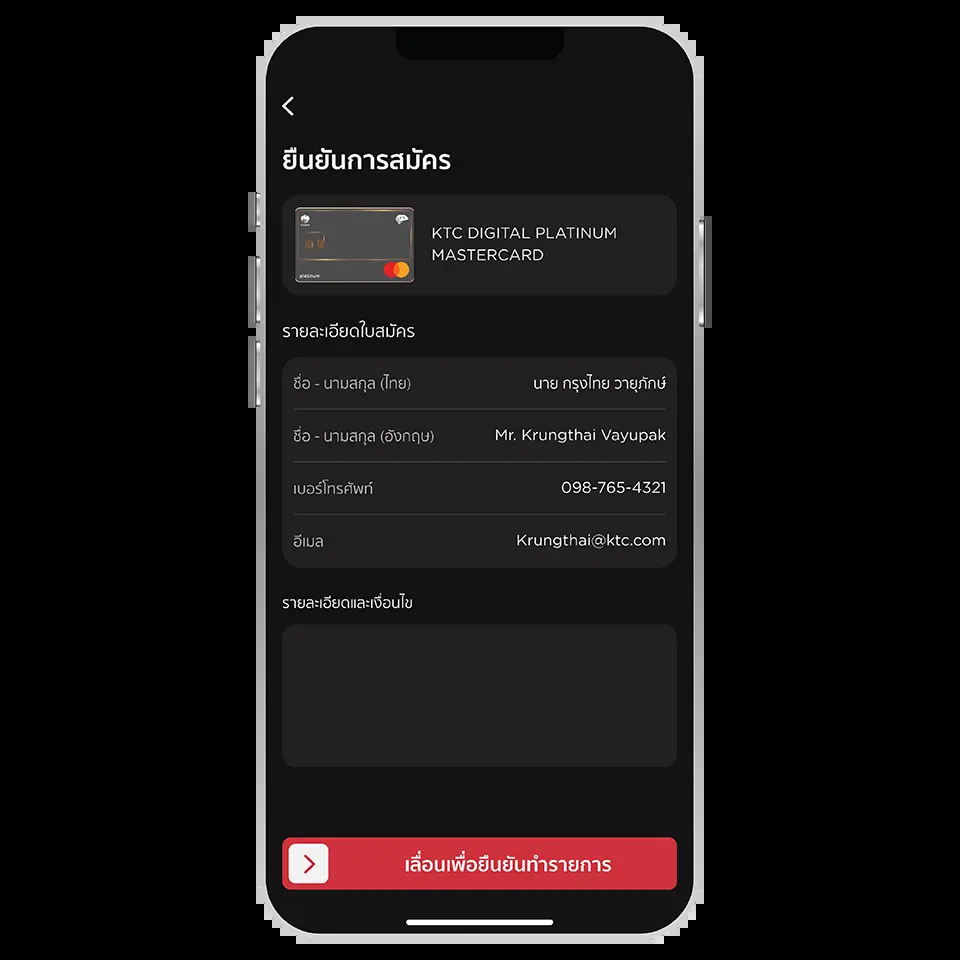 ยืนยันการสมัคร
KTC DIGITAL PLATINUM
MASTERCARD
platinum
รายละเอียดใบสมัคร
ชื่อ - นามสกุล (ไทย) นาย กรุงไทย วายุภักษ์
ชื่อ - นามสกุล (อังกฤษ) Mr. Krungthai Vayupak
เบอร์โทรศัพท์ 098-765-4321
อีเมล Krungthai@ktc.com
รายละเอียดและเงื่อนไข
เลื่อนเพื่อยืนยันทำรายการ